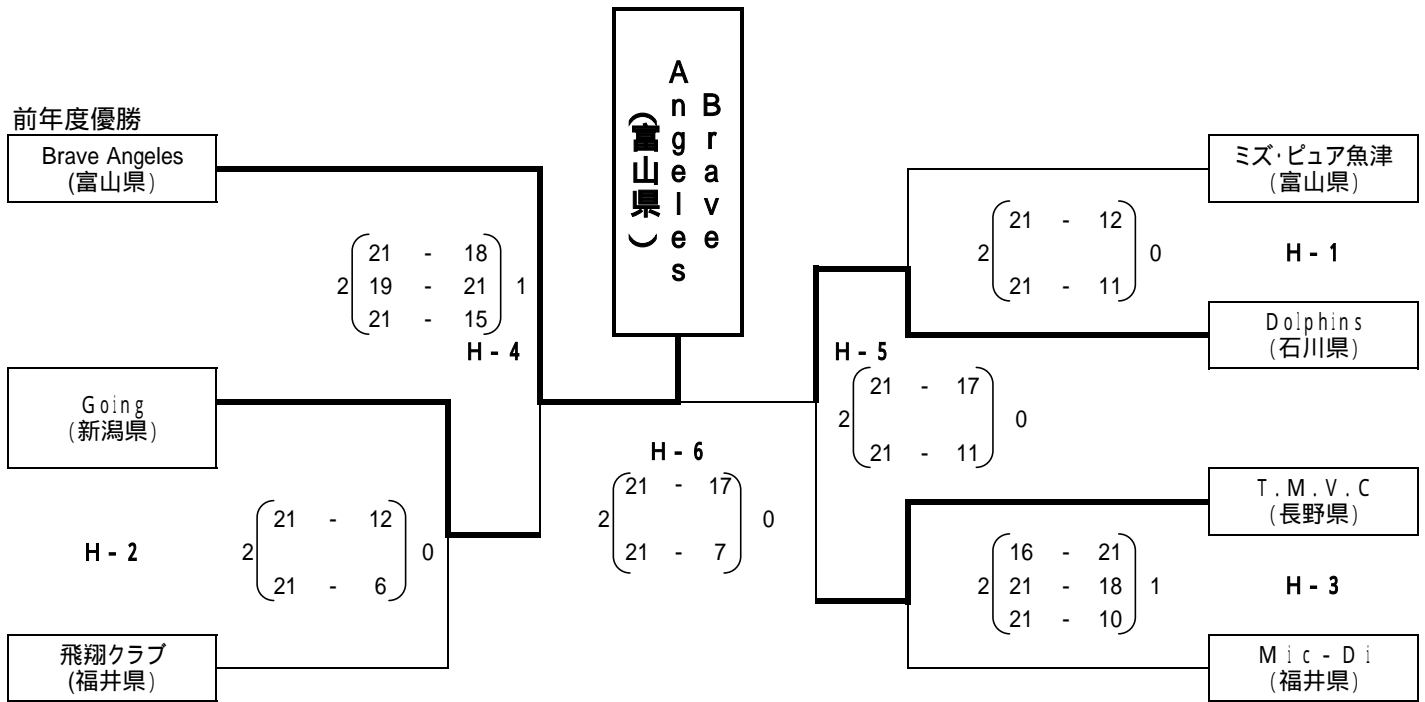 Brave
Angeles
(富山県)
前年度優勝
Brave Angeles
(富山県)
ミズ・ピュア魚津
(富山県)
21 - 12
2 0
21 - 11
H-1
21 - 18
2 19 - 21 1
21 - 15
H-4
Dolphins
(石川県)
H-5
21 - 17
2 0
21 - 11
Going
(新潟県)
H-6
21 - 17
2 0
21 - 7
21 - 12
2 0
21 - 6
H-2
T.M.V.C
(長野県)
16 - 21
2 21 - 18 1
21 - 10
H-3
飛翔クラブ
(福井県)
Mic-Di
(福井県)